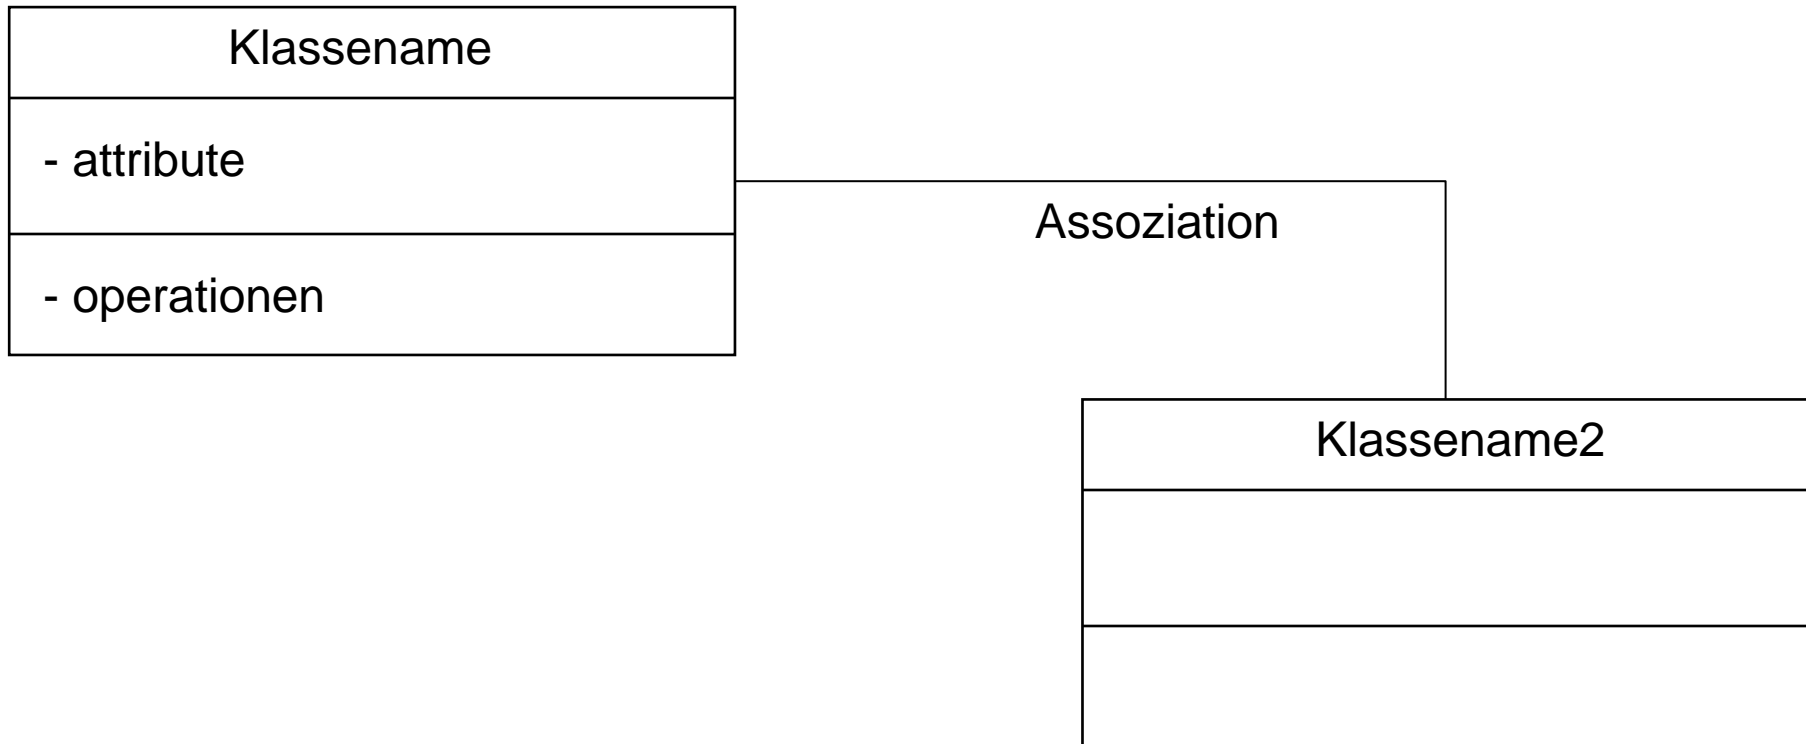 Klassename
- attribute
Assoziation
- operationen
Klassename2